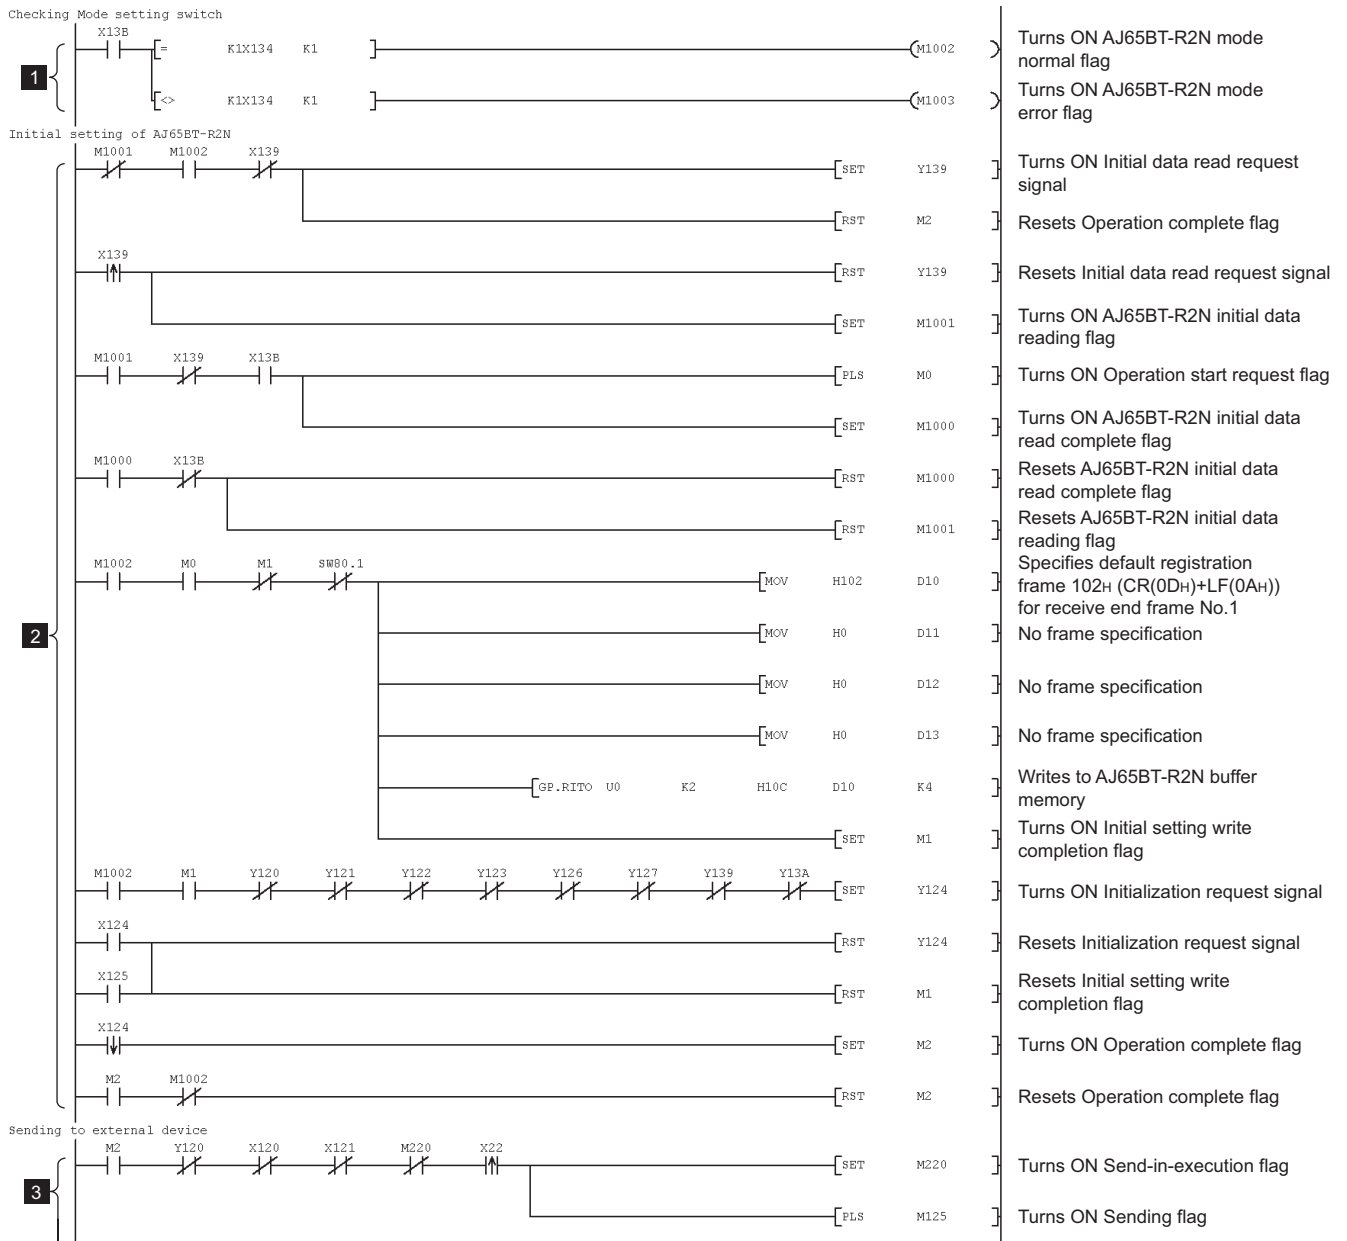 Checking Mode setting switch
X13B
= K1X134 K1
M1002
Turns ON AJ65BT-R2N mode
normal flag
1
<> K1X134 K1
M1003
Turns ON AJ65BT-R2N mode
error flag
Initial setting of AJ65BT-R2N
M1001 M1002 X139
SET Y139
Turns ON Initial data read request
signal
RST M2
Resets Operation complete flag
X139
RST Y139
Resets Initial data read request signal
SET M1001
Turns ON AJ65BT-R2N initial data
reading flag
M1001 X139 X13B
PLS M0
Turns ON Operation start request flag
SET M1000
Turns ON AJ65BT-R2N initial data
read complete flag
M1000 X13B
RST M1000
Resets AJ65BT-R2N initial data
read complete flag
RST M1001
Resets AJ65BT-R2N initial data
reading flag
M1002 M0 M1 SW80.1
MOV H102 D10
Specifies default registration
frame 102H (CR(0DH)+LF(0AH))
for receive end frame No.1
2
MOV H0 D11
No frame specification
MOV H0 D12
No frame specification
MOV H0 D13
No frame specification
GP.RITO U0 K2 H10C D10 K4
Writes to AJ65BT-R2N buffer
memory
SET M1
Turns ON Initial setting write
completion flag
M1002 M1 Y120 Y121 Y122 Y123 Y126 Y127 Y139 Y13A
SET Y124
Turns ON Initialization request signal
X124
RST Y124
Resets Initialization request signal
X125
RST M1
Resets Initial setting write
completion flag
X124
SET M2
Turns ON Operation complete flag
M2 M1002
RST M2
Resets Operation complete flag
Sending to external device
M2 Y120 X120 X121 M220 X22
SET M220
Turns ON Send-in-execution flag
3
PLS M125
Turns ON Sending flag